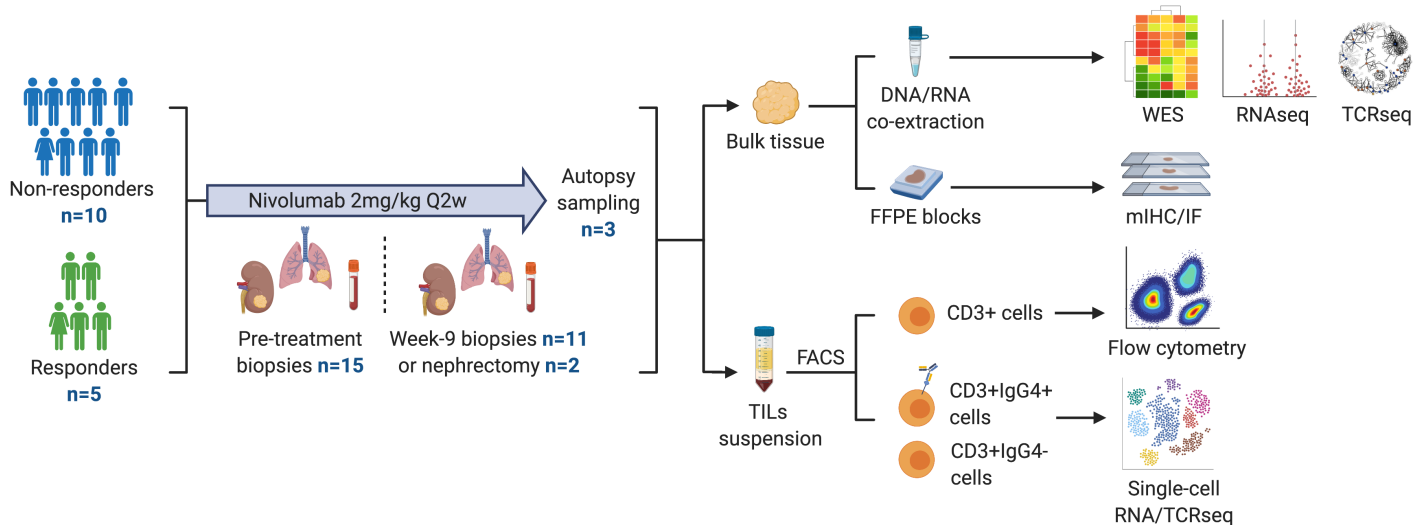 Non-responders
n=10
Responders
n=5
Nivolumab 2mg/kg Q2w
Pre-treatment
biopsies n=15
Week-9 biopsies n=11
or nephrectomy n=2
Autopsy
sampling
n=3
Bulk tissue
DNA/RNA
co-extraction
WES
RNAseq
TCRseq
FFPE blocks
mIHC/IF
TILs
suspension
FACS
CD3+ cells
Flow cytometry
CD3+IgG4+
cells
CD3+IgG4-
cells
Single-cell
RNA/TCRseq